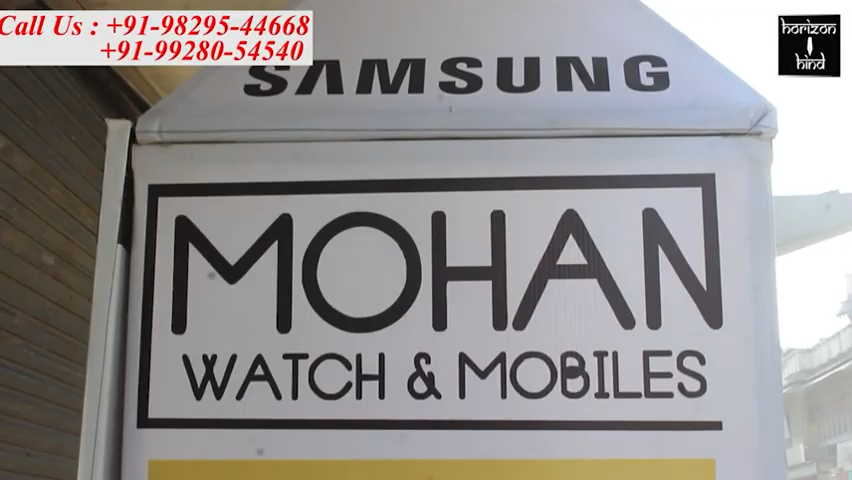 Call Us : +91-98295-44668
+91-99280-54540
horizon
hind
SAMSUNG
MOHAN
WATCH & MOBILES